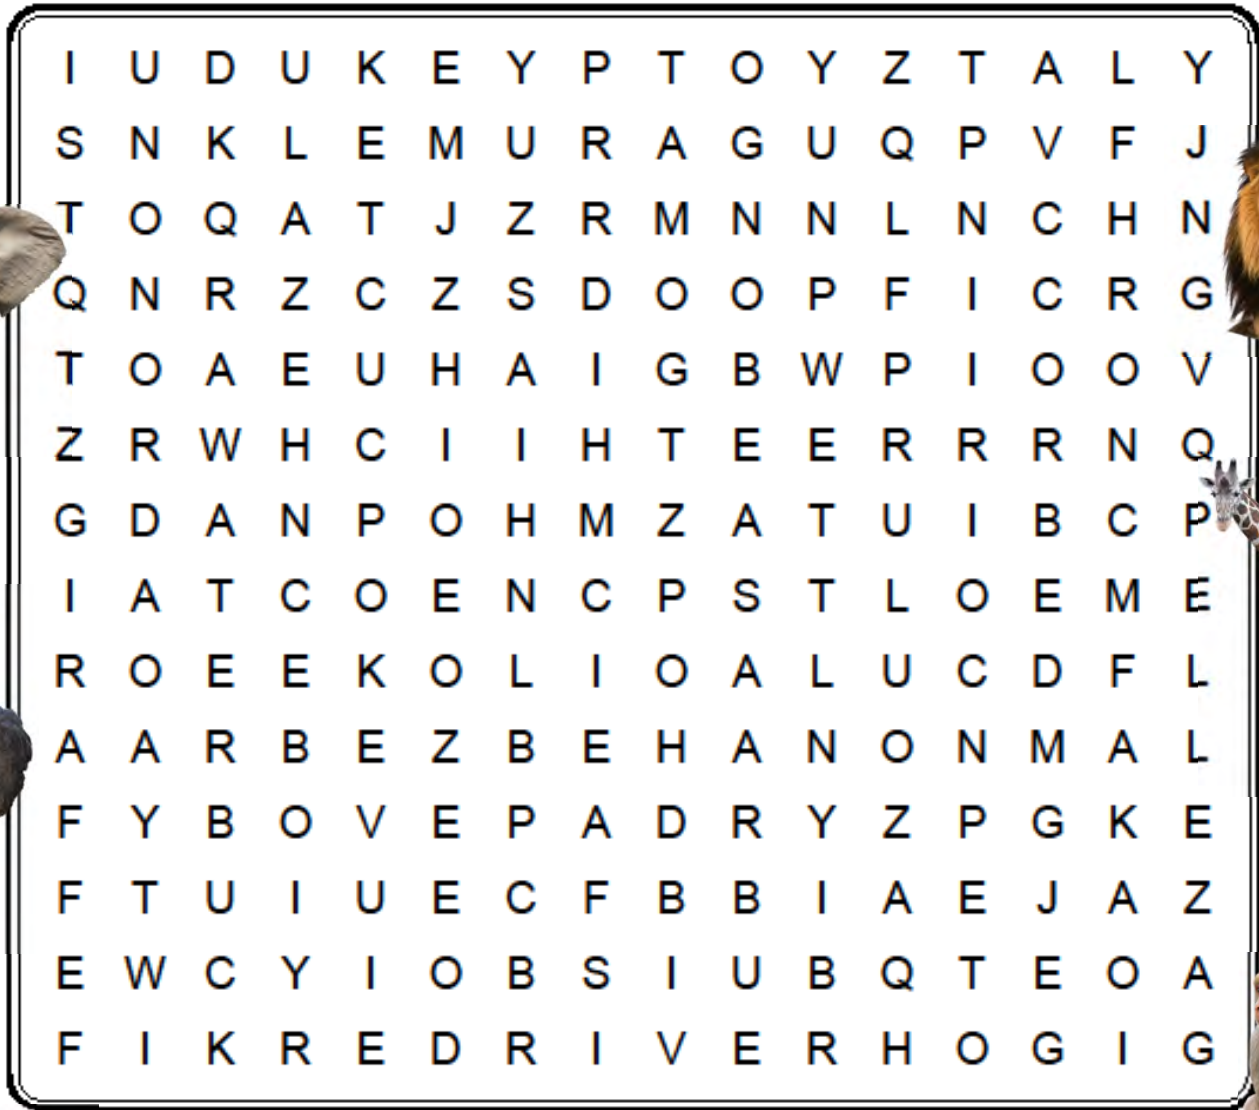 I U D U K E Y P T O Y Z T A L Y
S N K L E M U R A G U Q P V F J
T O Q A T J Z R M N N L N C H N
Q N R Z C Z S D O O P F I C R G
T O A E U H A I G B W P I O O V
Z R W H C I I H T E E R R R N Q
G D A N P O H M Z A T U I B C P
I A T C O E N C P S T L O E M E
R O E E K O L I O A L U C D F L
A A R B E Z B E H A N O N M A L
F Y B O V E P A D R Y Z P G K E
F T U I U E C F B B I A E J A Z
E W C Y I O B S I U B Q T E O A
F I K R E D R I V E R H O G I G